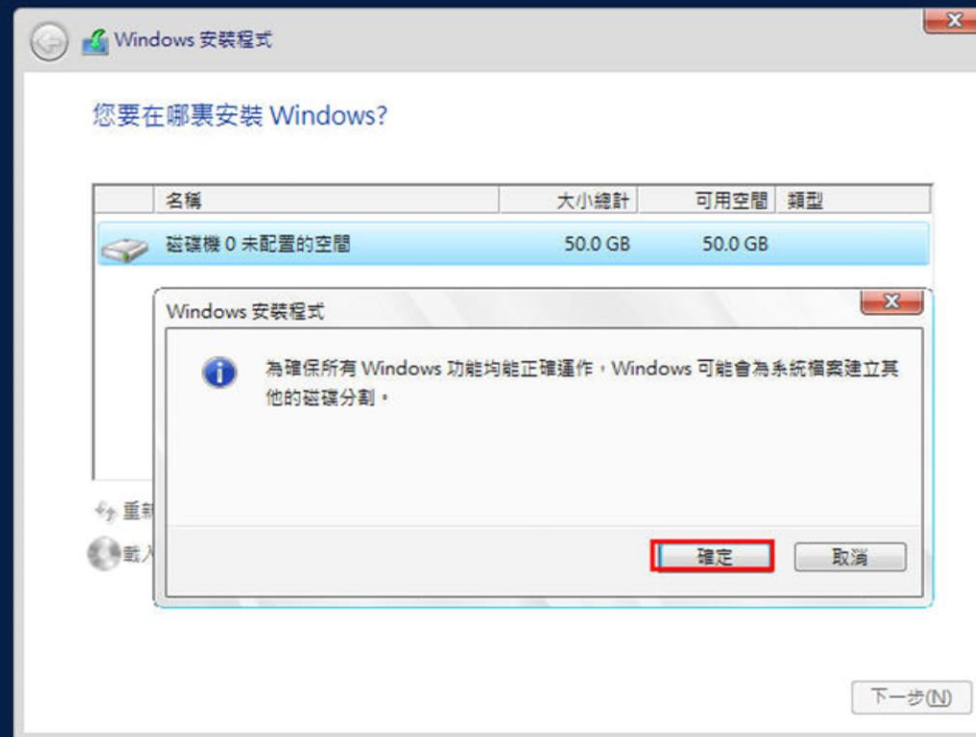 Windows 安裝程式
您要在哪裏安裝 Windows?
名稱 大小總計 可用空間 類型
磁碟機 0 未配置的空間 50.0 GB 50.0 GB
Windows 安裝程式
為確保所有 Windows 功能均能正確運作，Windows 可能會為系統檔案建立其
他的磁碟分割。
重新
載入
確定 取消
下一步(N)